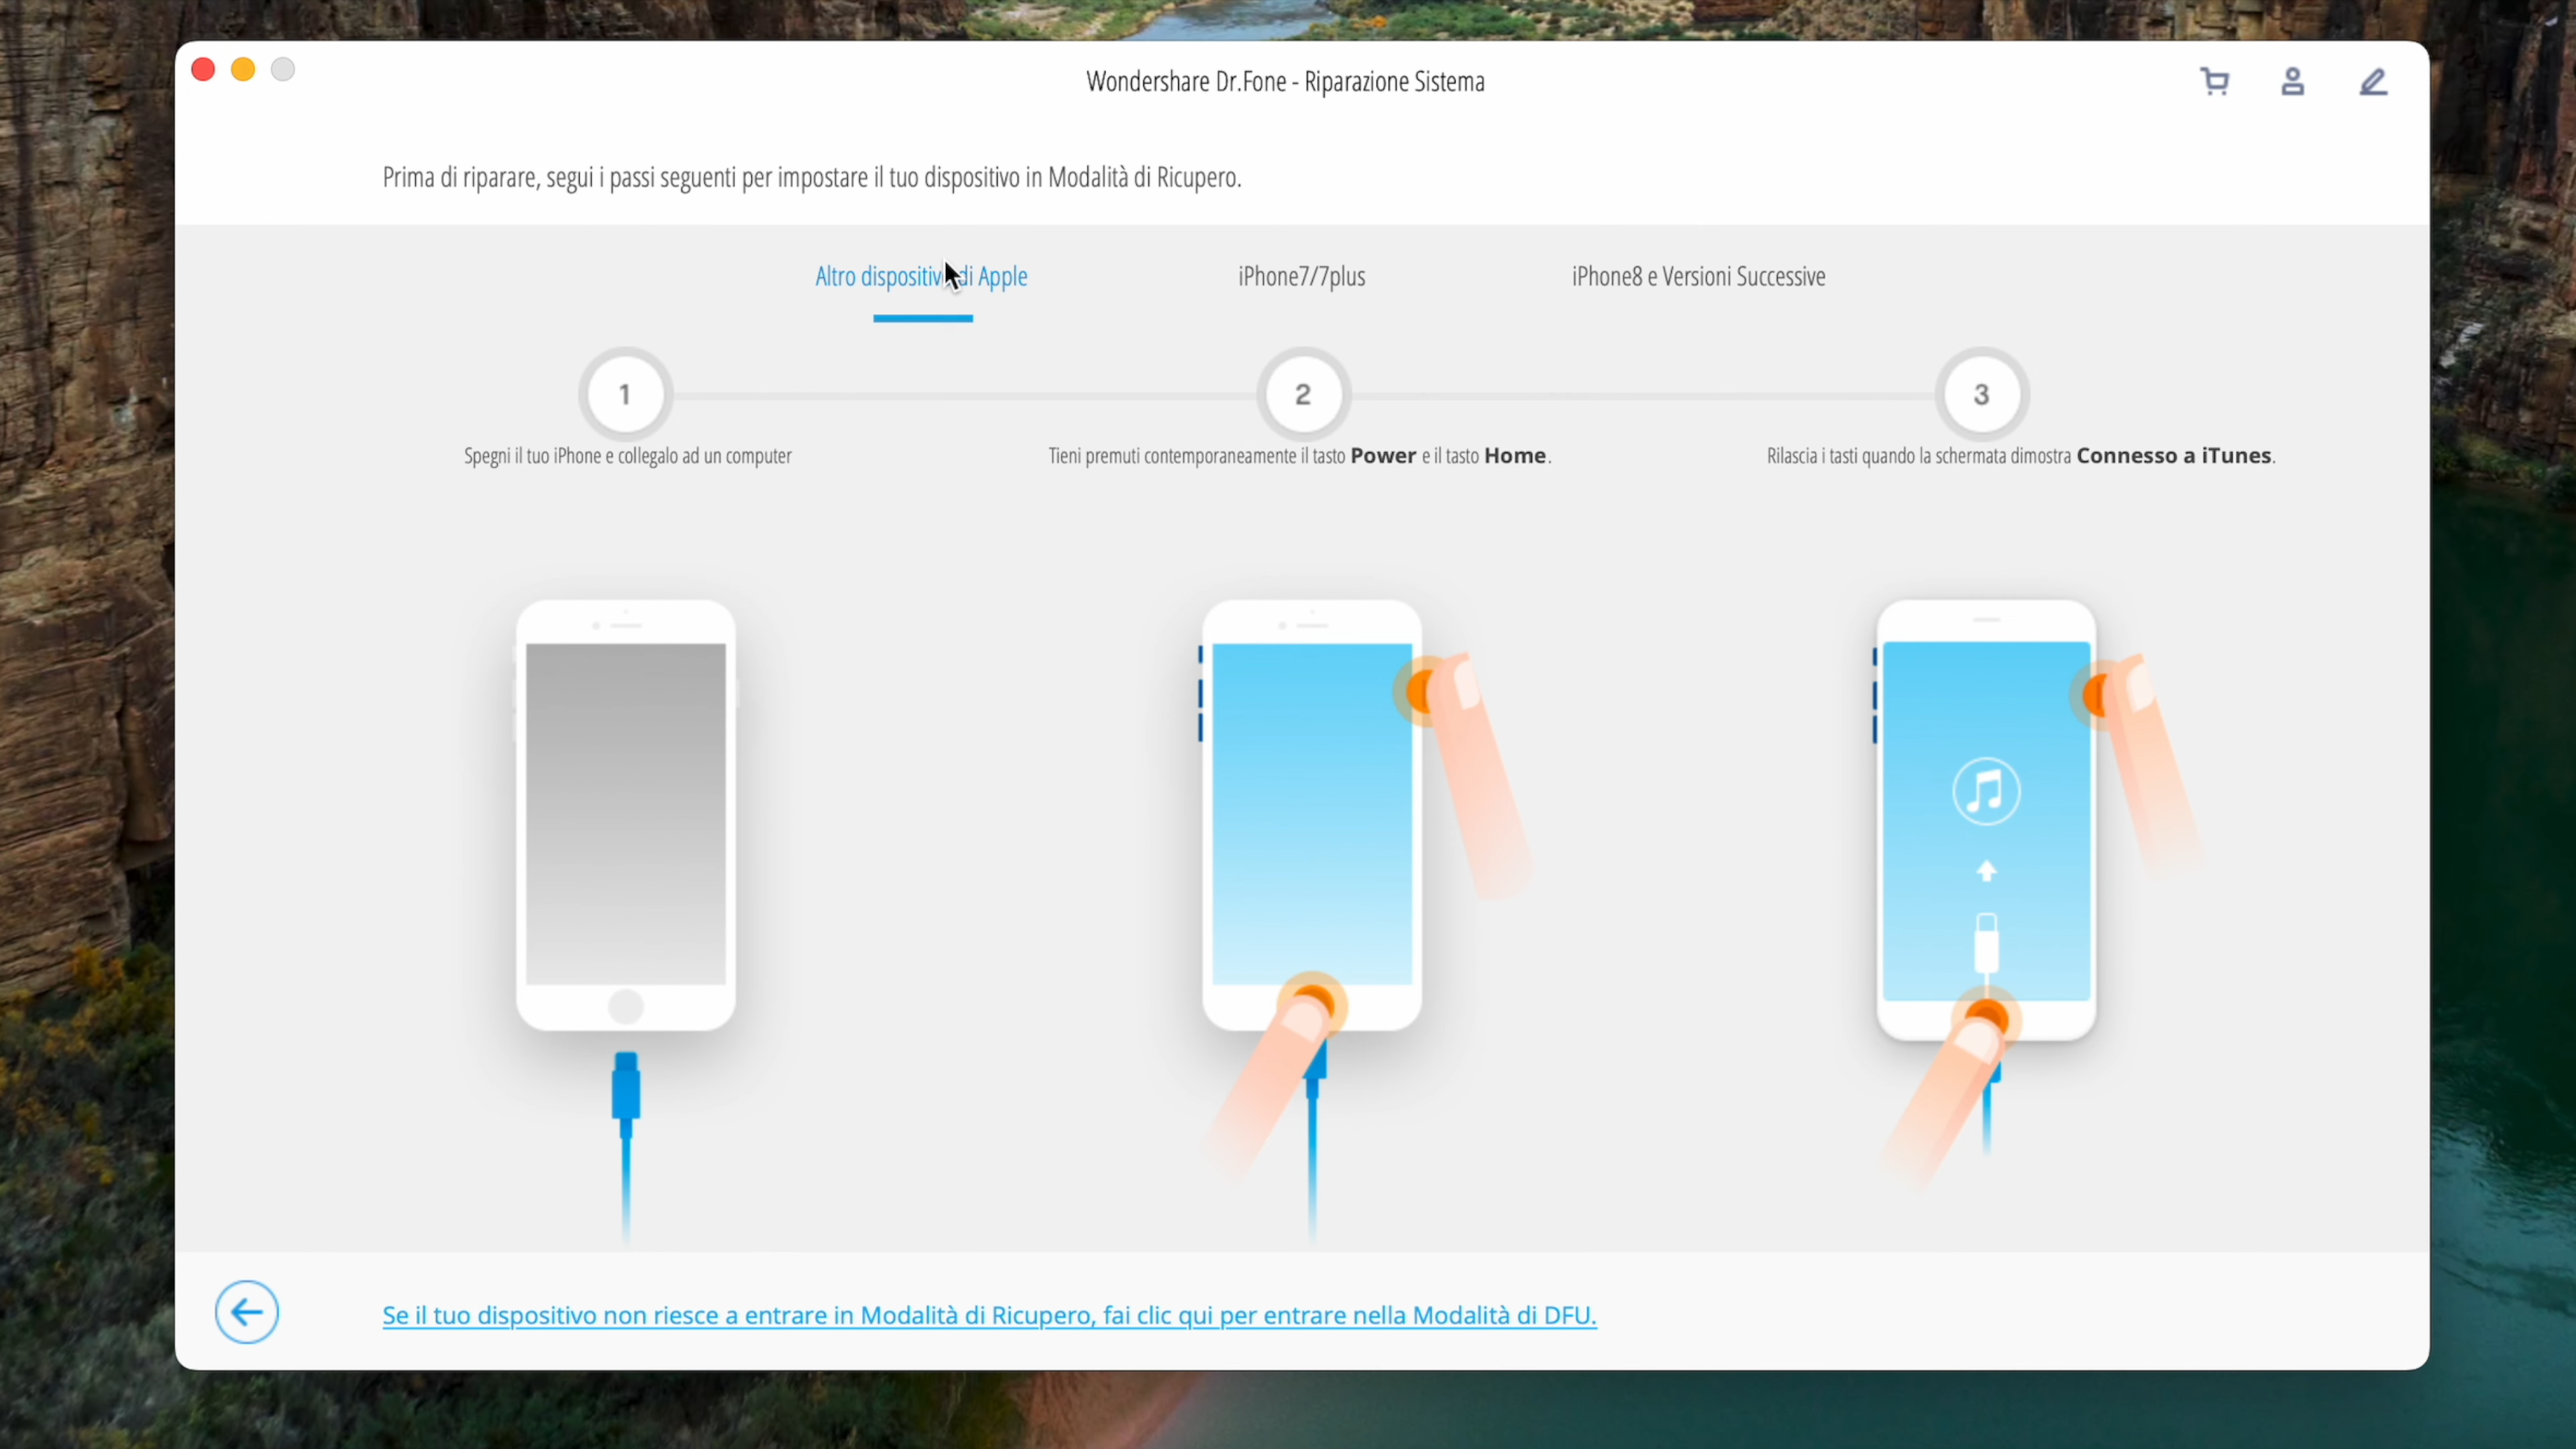 Wondershare Dr.Fone - Riparazione Sistema
Prima di riparare, segui i passi seguenti per impostare il tuo dispositivo in Modalità di Ricupero.
Altro dispositivo di Apple
iPhone7/7plus
iPhone8 e Versioni Successive
1
2
3
Spegni il tuo iPhone e collegalo ad un computer
Tieni premuti contemporaneamente il tasto Power e il tasto Home.
Rilascia i tasti quando la schermata dimostra Connesso a iTunes.
Se il tuo dispositivo non riesce a entrare in Modalità di Ricupero, fai clic qui per entrare nella Modalità di DFU.